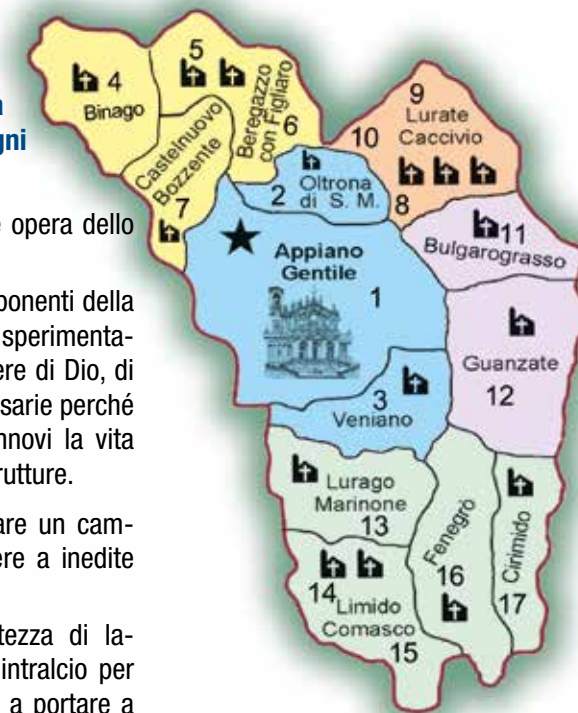 gni
e opera dello
ponenti della
sperimenta-
ere di Dio, di
sarie perché
nnovi la vita
rutture.
are un cam-
ere a inedite
tezza di la-
intralcio per
a portare a
4
Binago
5
Beregazzo
con Figliaro
6
Castelnuovo
Bozzente
7
9
Lurate
Caccivio
10
8
2
Oltrona
di S. M.
11
Bulgarograsso
Appiano
Gentile
1
Guanzate
12
3
Veniano
Lurago
Marinone
13
14
Limido
Comasco
15
Fenegrò
16
Cirimido
17